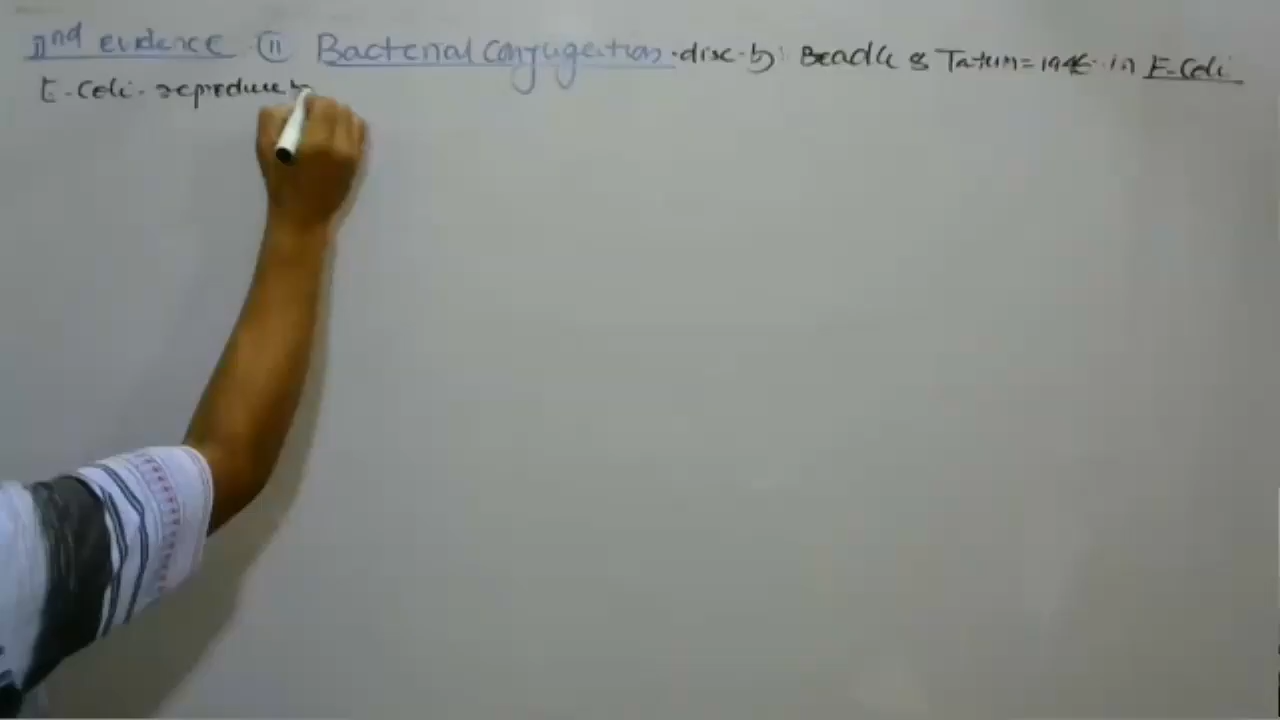 IInd evidence (II) Bacterial Conjugation. disc. by: Beadle & Tatum = 1946 in E. Coli
E. Coli. reproduce b